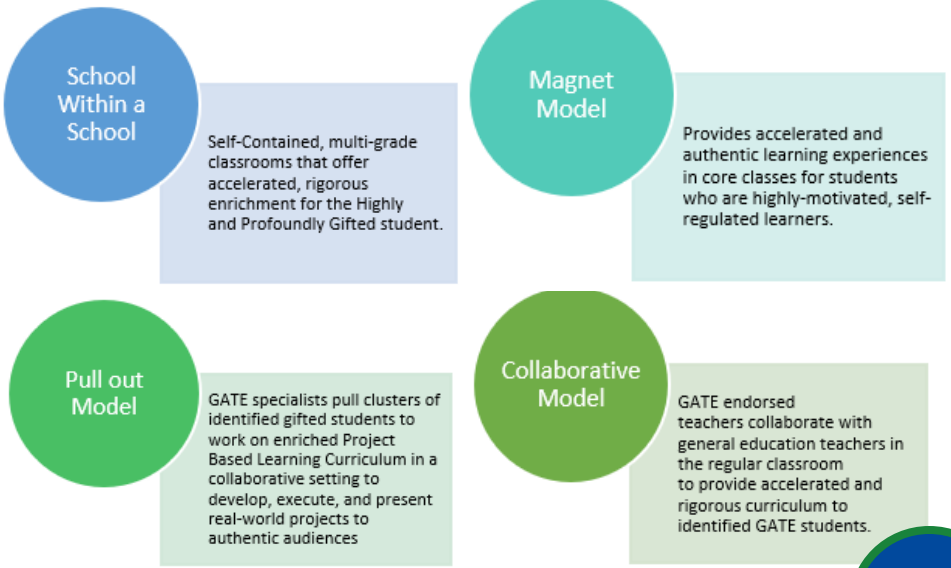 School
Within a
School
Self-Contained, multi-grade
classrooms that offer
accelerated, rigorous
enrichment for the Highly
and Profoundly Gifted student.
Magnet
Model
Provides accelerated and
authentic learning experiences
in core classes for students
who are highly-motivated, self-
regulated learners.
Pull out
Model
GATE specialists pull clusters of
identified gifted students to
work on enriched Project
Based Learning Curriculum in a
collaborative setting to
develop, execute, and present
real-world projects to
authentic audiences
Collaborative
Model
GATE endorsed
teachers collaborate with
general education teachers in
the regular classroom
to provide accelerated and
rigorous curriculum to
identified GATE students.